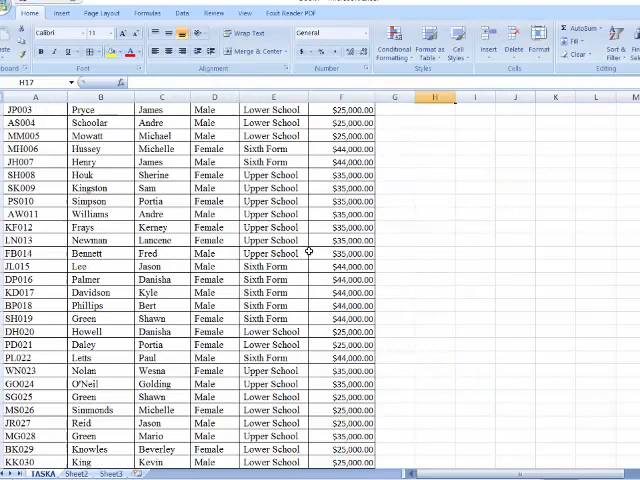 Home Insert Page Layout Formulas Data Review View Foxit Reader PDF
Calibri 11 Wrap Text General AutoSum
B I U Merge & Center $ % , Conditional Formatting Format as Table Cell Styles Insert Delete Format Fill Clear Sort & Filter
Font Alignment Number Styles Cells
H17 fx
A B C D E F G H I J K L
JP003 Pryce James Male Lower School $25,000.00
AS004 Schoolar Andre Male Lower School $25,000.00
MM005 Mowatt Michael Male Lower School $25,000.00
MH006 Hussey Michelle Female Sixth Form $44,000.00
JH007 Henry James Male Sixth Form $44,000.00
SH008 Houk Sherine Female Upper School $35,000.00
SK009 Kingston Sam Male Upper School $35,000.00
PS010 Simpson Portia Female Upper School $35,000.00
AW011 Williams Andre Male Upper School $35,000.00
KF012 Frays Kerney Female Upper School $35,000.00
LN013 Newman Lancene Female Upper School $35,000.00
FB014 Bennett Fred Male Upper School $35,000.00
JL015 Lee Jason Male Sixth Form $44,000.00
DP016 Palmer Danisha Female Sixth Form $44,000.00
KD017 Davidson Kyle Male Sixth Form $44,000.00
BP018 Phillips Bert Male Sixth Form $44,000.00
SH019 Green Shawn Female Sixth Form $44,000.00
DH020 Howell Danisha Female Lower School $25,000.00
PD021 Daley Portia Female Lower School $25,000.00
PL022 Letts Paul Male Sixth Form $44,000.00
WN023 Nolan Wesna Female Upper School $35,000.00
GO024 O'Neil Golding Male Upper School $35,000.00
SG025 Green Shawn Male Lower School $25,000.00
MS026 Simmonds Michelle Female Lower School $25,000.00
JR027 Reid Jason Male Lower School $25,000.00
MG028 Green Mario Male Upper School $35,000.00
BK029 Knowles Beverley Female Lower School $25,000.00
KK030 King Kevin Male Lower School $25,000.00
TASKA Sheet2 Sheet3